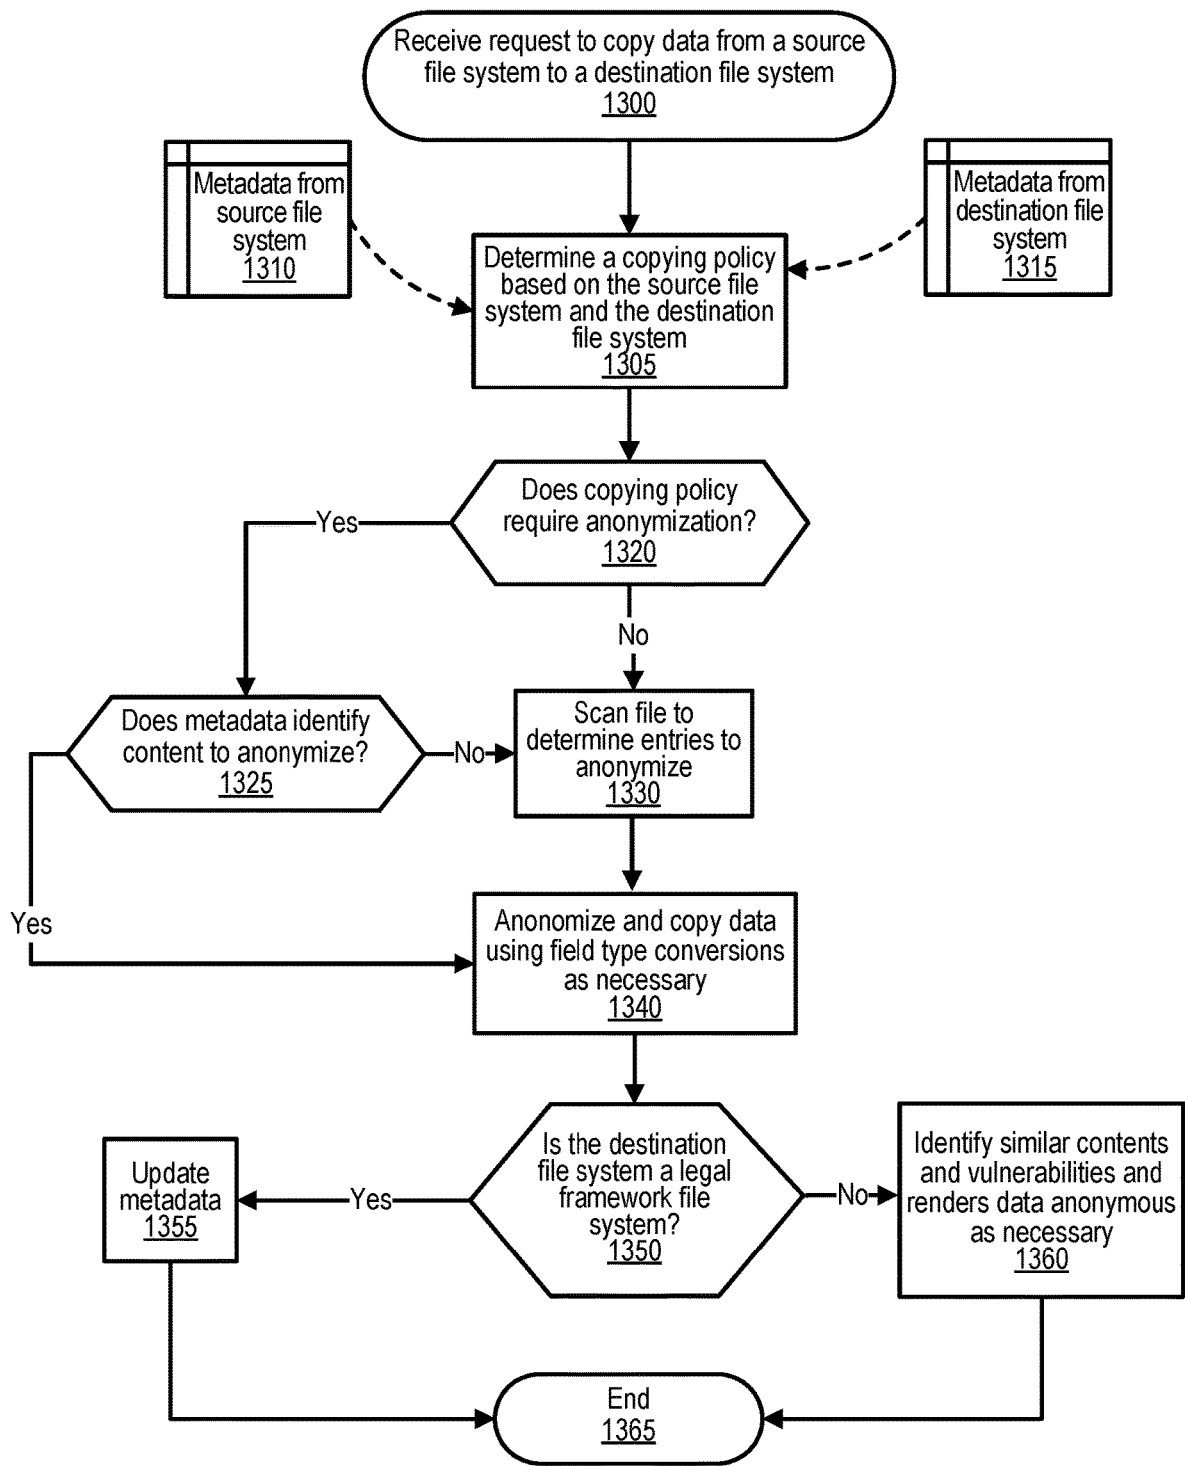 Receive request to copy data from a source
file system to a destination file system
1300
Metadata from
source file
system
1310
Metadata from
destination file
system
1315
Determine a copying policy
based on the source file
system and the destination
file system
1305
Does copying policy
require anonymization?
1320
Yes
No
Does metadata identify
content to anonymize?
1325
No
Scan file to
determine entries to
anonymize
1330
Yes
Anonomize and copy data
using field type conversions
as necessary
1340
Is the destination
file system a legal
framework file
system?
1350
Yes
No
Update
metadata
1355
Identify similar contents
and vulnerabilities and
renders data anonymous
as necessary
1360
End
1365